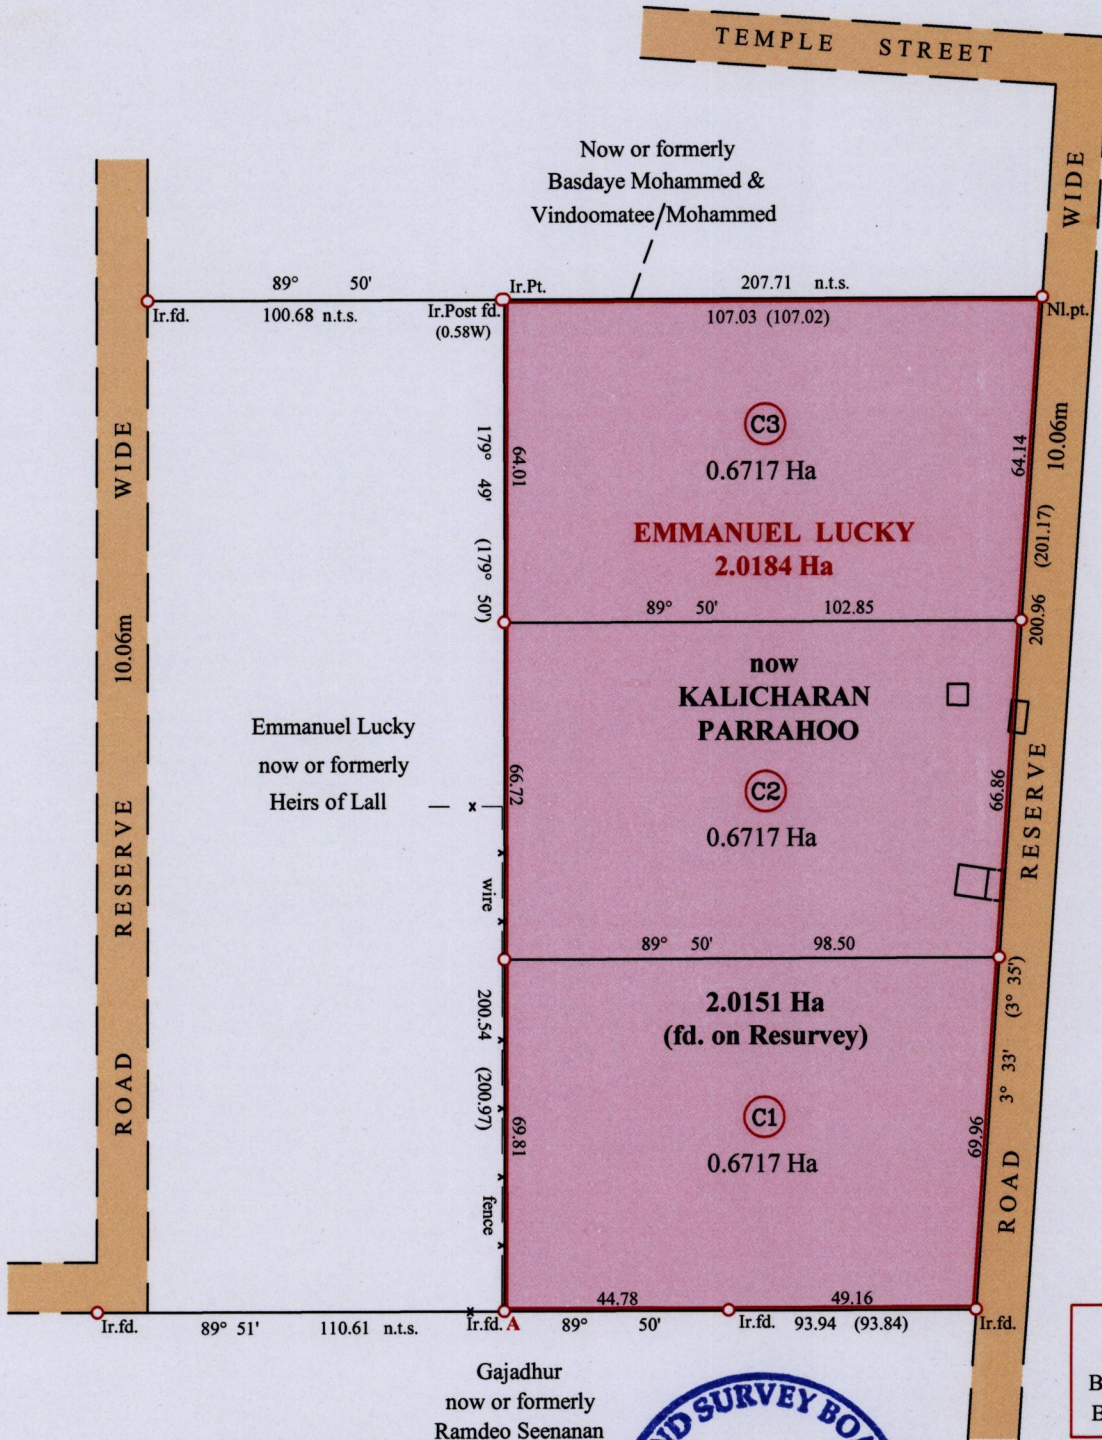 TEMPLE STREET
WIDE
Now or formerly
Basdaye Mohammed &
Vindoomatee Mohammed
89° 50'
Ir.Pt.
207.71 n.t.s.
Ir.fd.
100.68 n.t.s.
Ir.Post fd.
(0.58W)
107.03 (107.02)
Nl.pt.
WIDE
10.06m
RESERVE
ROAD
179° 49' (179° 50')
64.01
C3
0.6717 Ha
EMMANUEL LUCKY
2.0184 Ha
64.14
10.06m
200.96 (201.17)
89° 50' 102.85
now
KALICHARAN
PARRAHOO
C2
0.6717 Ha
Emmanuel Lucky
now or formerly
Heirs of Lall
x
66.72
66.86
RESERVE
wire
89° 50' 98.50
2.0151 Ha
(fd. on Resurvey)
C1
0.6717 Ha
200.54 (200.97)
69.81
69.96
3° 33' (3° 35')
ROAD
fence
44.78
49.16
Ir.fd.
89° 51'
110.61 n.t.s.
Ir.fd.
A
89° 50'
Ir.fd.
93.94 (93.84)
Ir.fd.
Gajadhur
now or formerly
Ramdeo Seenanan
ND SURVEY BOA
B
B